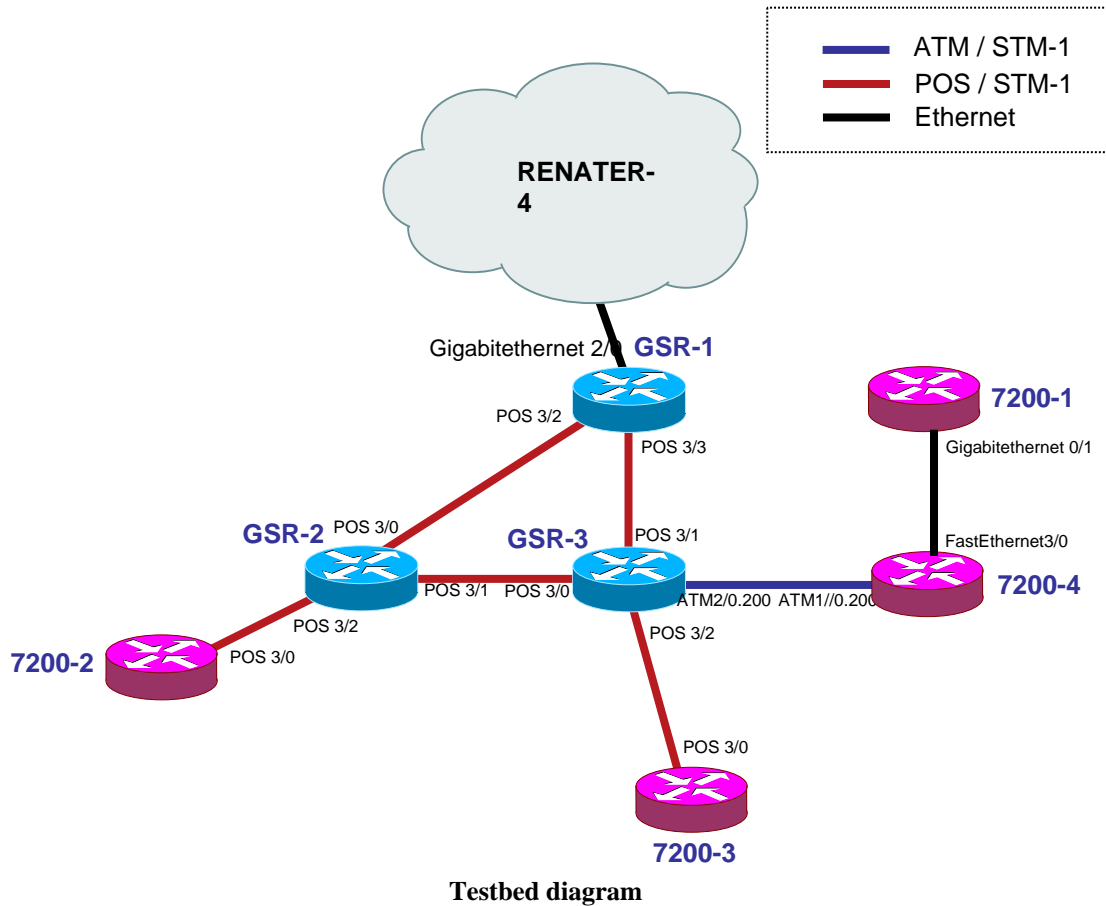 ATM / STM-1
POS / STM-1
Ethernet
RENATER-
4
Gigabitethernet 2/0
GSR-1
POS 3/2
POS 3/3
7200-1
Gigabitethernet 0/1
GSR-2
POS 3/0
GSR-3
POS 3/1
FastEthernet3/0
7200-4
POS 3/1
POS 3/0
ATM2/0.200
ATM1//0.200
POS 3/2
POS 3/2
7200-2
POS 3/0
POS 3/0
7200-3
Testbed diagram